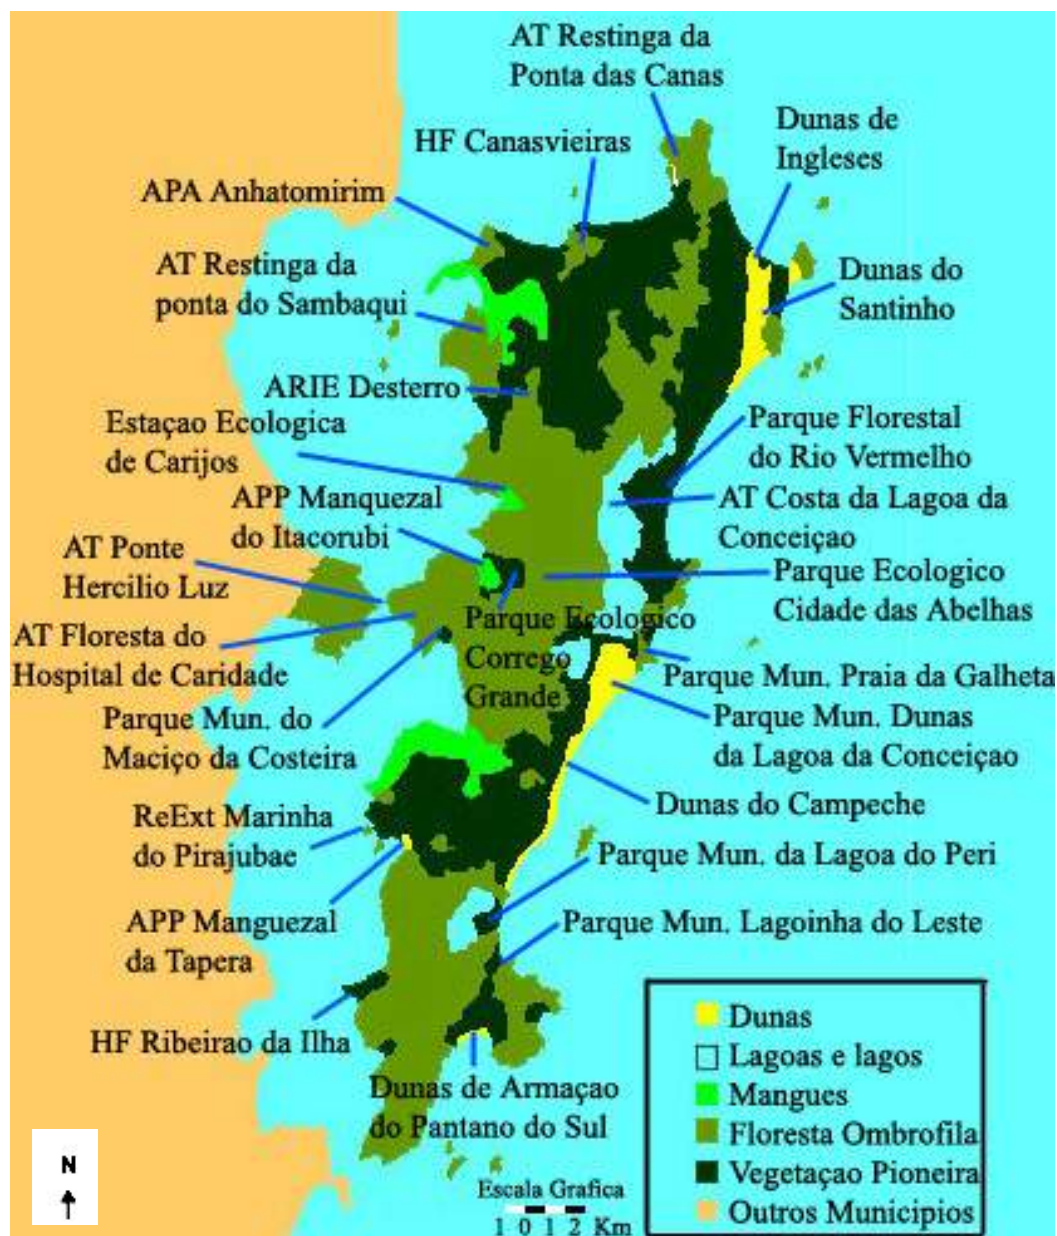 AT Restinga da
Ponta das Canas
Dunas de
Ingleses
HF Canasvieiras
APA Anhatomirim
AT Restinga da
ponta do Sambaqui
Dunas do
Santinho
ARIE Desterro
Estaçao Ecologica
de Carijos
Parque Florestal
do Rio Vermelho
APP Manquezal
do Itacorubi
AT Costa da Lagoa da
Conceiçao
AT Ponte
Hercilio Luz
Parque Ecologico
Cidade das Abelhas
AT Floresta do
Hospital de Caridade
Parque Ecologico
Corrego
Grande
Parque Mun. Praia da Galheta
Parque Mun. do
Maciço da Costeira
Parque Mun. Dunas
da Lagoa da Conceiçao
Dunas do Campeche
ReExt Marinha
do Pirajubae
Parque Mun. da Lagoa do Peri
APP Manguezal
da Tapera
Parque Mun. Lagoinha do Leste
HF Ribeirao da Ilha
Dunas de Armaçao
do Pantano do Sul
Dunas
Lagoas e lagos
Mangues
Floresta Ombrofila
Vegetaçao Pioneira
Outros Municipios
N
Escala Grafica
1 0 1 2 Km